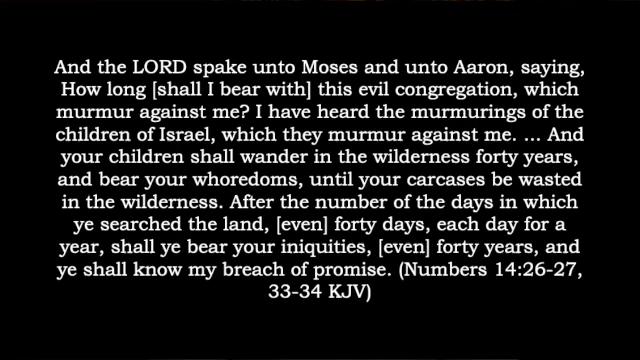 And the LORD spake unto Moses and unto Aaron, saying,
How long [shall I bear with] this evil congregation, which
murmur against me? I have heard the murmurings of the
children of Israel, which they murmur against me. ... And
your children shall wander in the wilderness forty years,
and bear your whoredoms, until your carcases be wasted
in the wilderness. After the number of the days in which
ye searched the land, [even] forty days, each day for a
year, shall ye bear your iniquities, [even] forty years, and
ye shall know my breach of promise. (Numbers 14:26-27,
33-34 KJV)